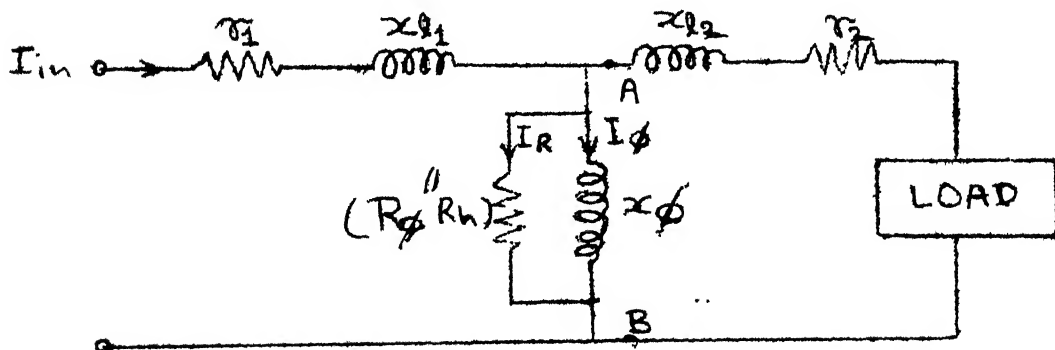 r1
xl1
xl2
r2
Iin
A
IR
Iφ
(Rφ"Rh)
xφ
LOAD
B